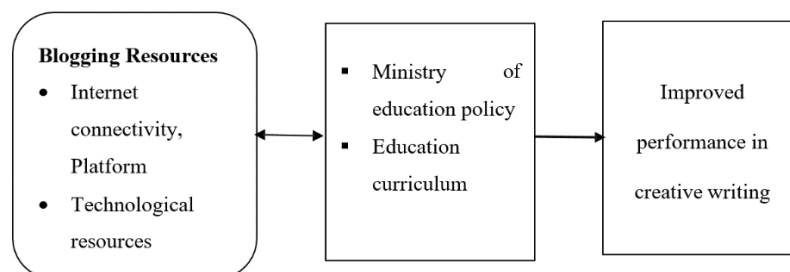 Blogging Resources
• Internet
connectivity,
Platform
• Technological
resources
▪ Ministry of
education policy
▪ Education
curriculum
Improved
performance in
creative writing